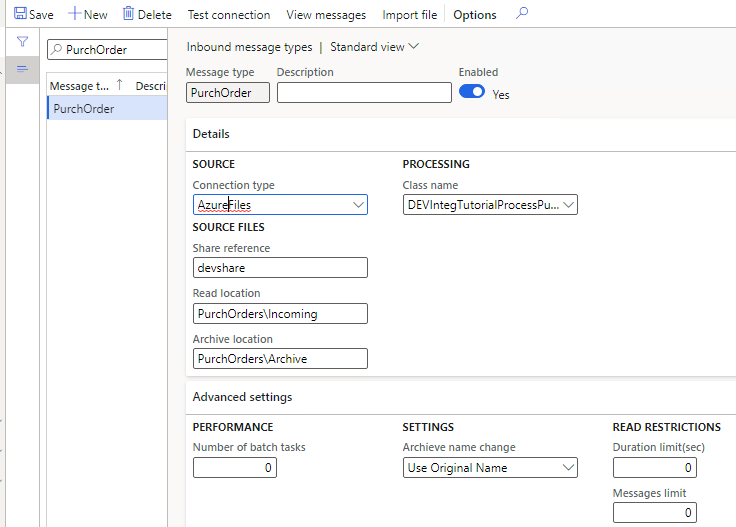 Save New Delete Test connection View messages Import file Options
PurchOrder
Message t... Descri
PurchOrder
Inbound message types | Standard view
Message type Description Enabled
PurchOrder Yes
Details
SOURCE PROCESSING
Connection type Class name
AzureFiles DEVIntegTutorialProcessPu...
SOURCE FILES
Share reference
devshare
Read location
PurchOrders\Incoming
Archive location
PurchOrders\Archive
Advanced settings
PERFORMANCE SETTINGS READ RESTRICTIONS
Number of batch tasks Archieve name change Duration limit(sec)
0 Use Original Name 0
Messages limit
0